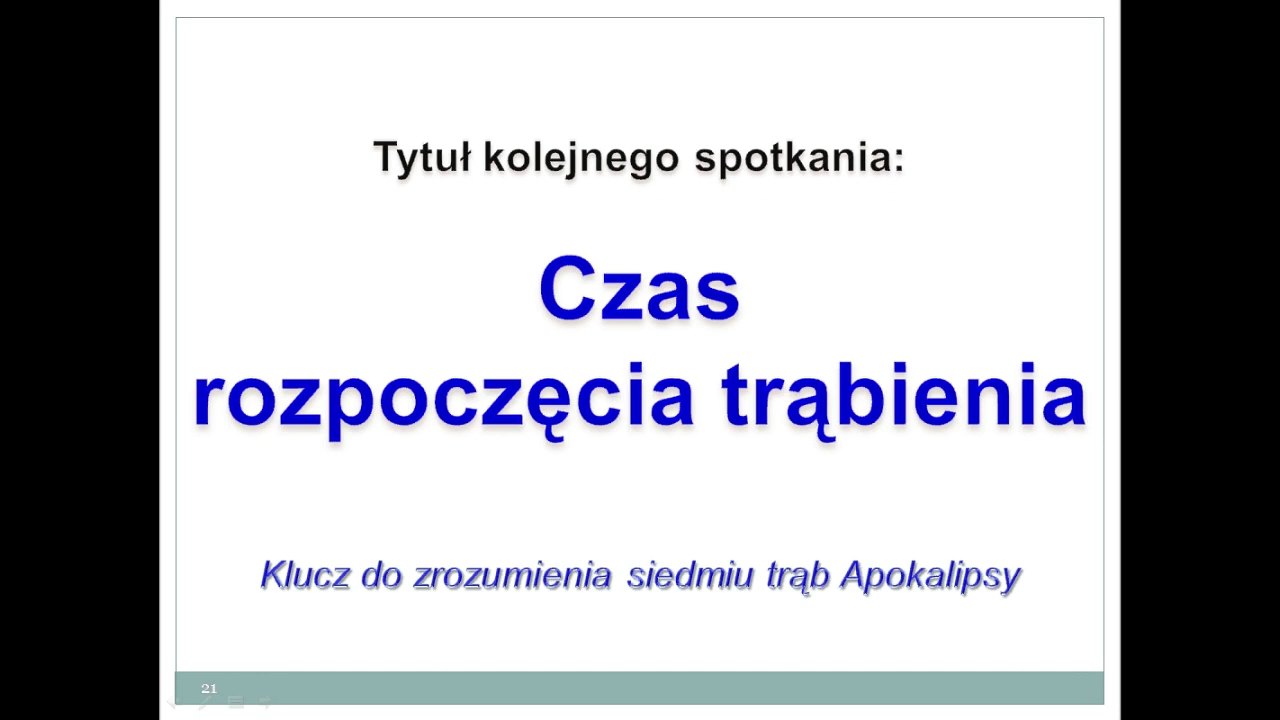 Tytuł kolejnego spotkania:
Czas
rozpoczęcia trąbienia
Klucz do zrozumienia siedmiu trąb Apokalipsy
21